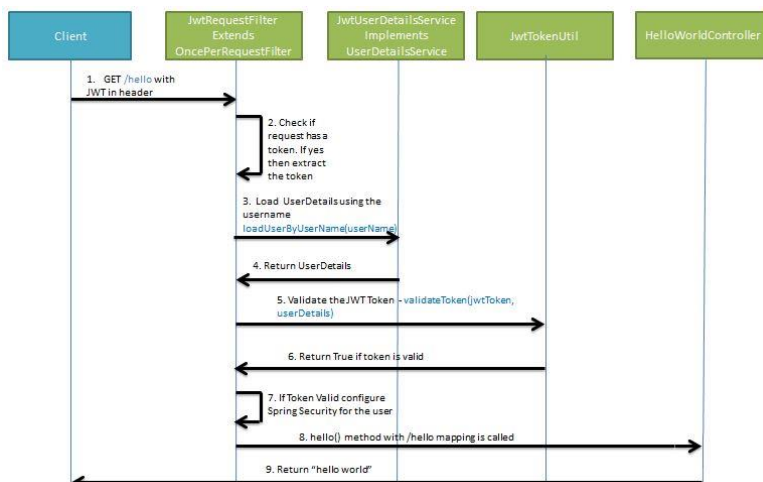 Client
JwtRequestFilter
Extends
OncePerRequestFilter
JwtUserDetailsService
Implements
UserDetailsService
JwtTokenUtil
HelloWorldController
1. GET /hello with
JWT in header
2. Check if
request has a
token. If yes
then extract
the token
3. Load UserDetails using the
username
loadUserByUserName(userName)
4. Return UserDetails
5. Validate the JWT Token - validateToken(jwtToken,
userDetails)
6. Return True if token is valid
7. If Token Valid configure
Spring Security for the user
8. hello() method with /hello mapping is called
9. Return "hello world"